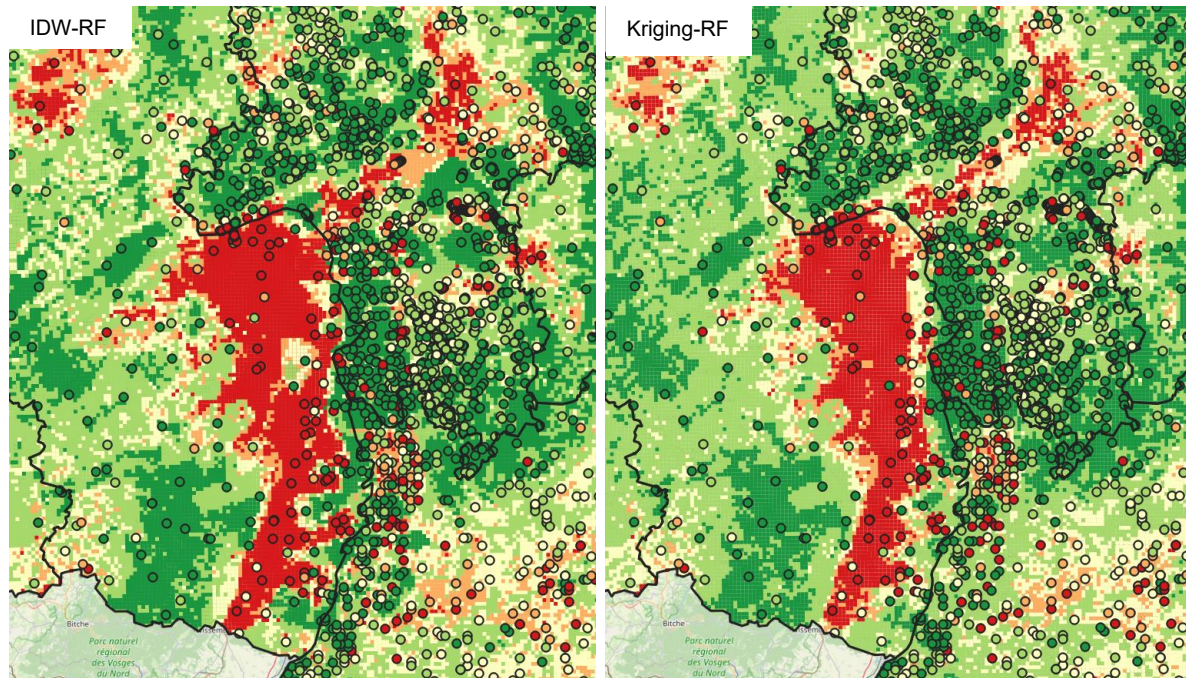 IDW-RF
Kriging-RF
Bitche
Parc naturel
régional
des Vosges
du Nord
Bitche
Parc naturel
régional
des Vosges
du Nord